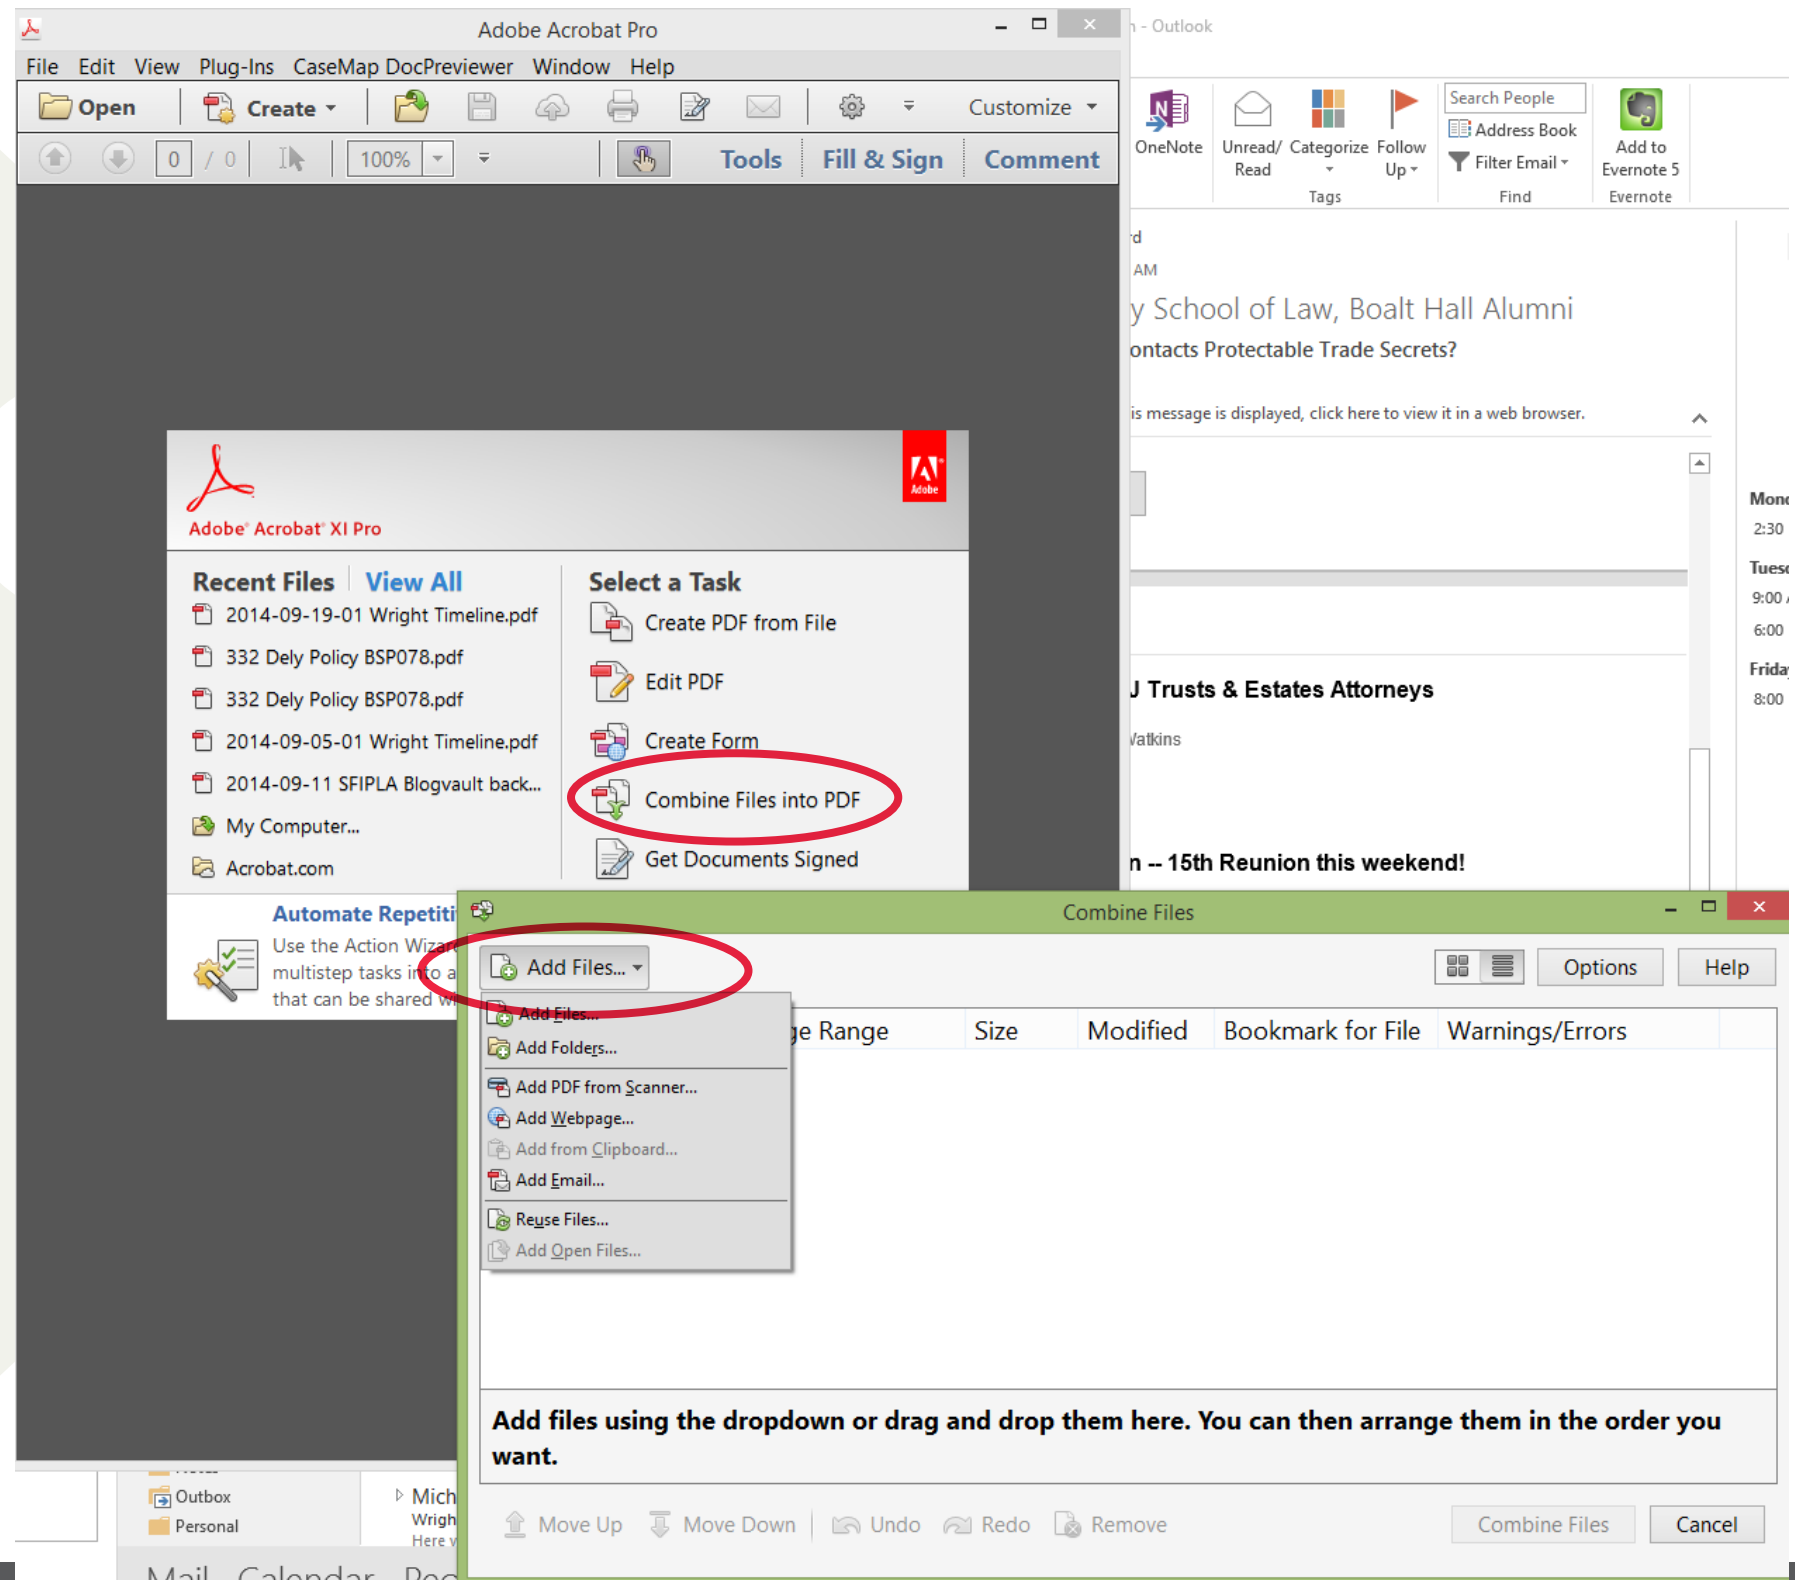 Adobe Acrobat Pro
File Edit View Plug-Ins CaseMap DocPreviewer Window Help
Open Create Customize
0 / 0 100% Tools Fill & Sign Comment
Adobe
Adobe® Acrobat® XI Pro
Recent Files View All
2014-09-19-01 Wright Timeline.pdf
332 Dely Policy BSP078.pdf
332 Dely Policy BSP078.pdf
2014-09-05-01 Wright Timeline.pdf
2014-09-11 SFIPLA Blogvault back...
My Computer...
Acrobat.com
Select a Task
Create PDF from File
Edit PDF
Create Form
Combine Files into PDF
Get Documents Signed
Automate Repetiti
Use the Action Wizar
multistep tasks into a
that can be shared wi
- Outlook
OneNote
Unread/
Read
Categorize
Follow
Up
Tags
Search People
Address Book
Filter Email
Find
Add to
Evernote 5
Evernote
rd
AM
y School of Law, Boalt Hall Alumni
ontacts Protectable Trade Secrets?
is message is displayed, click here to view it in a web browser.
J Trusts & Estates Attorneys
Watkins
n -- 15th Reunion this weekend!
Mon
2:30
Tues
9:00
6:00
Frida
8:00
Combine Files
Add Files... Options Help
ge Range Size Modified Bookmark for File Warnings/Errors
Add Files...
Add Folders...
Add PDF from Scanner...
Add Webpage...
Add from Clipboard...
Add Email...
Reuse Files...
Add Open Files...
Add files using the dropdown or drag and drop them here. You can then arrange them in the order you
want.
Move Up Move Down Undo Redo Remove Combine Files Cancel
Outbox
Personal
Mich
Wrigh
Here
Mail Calendar